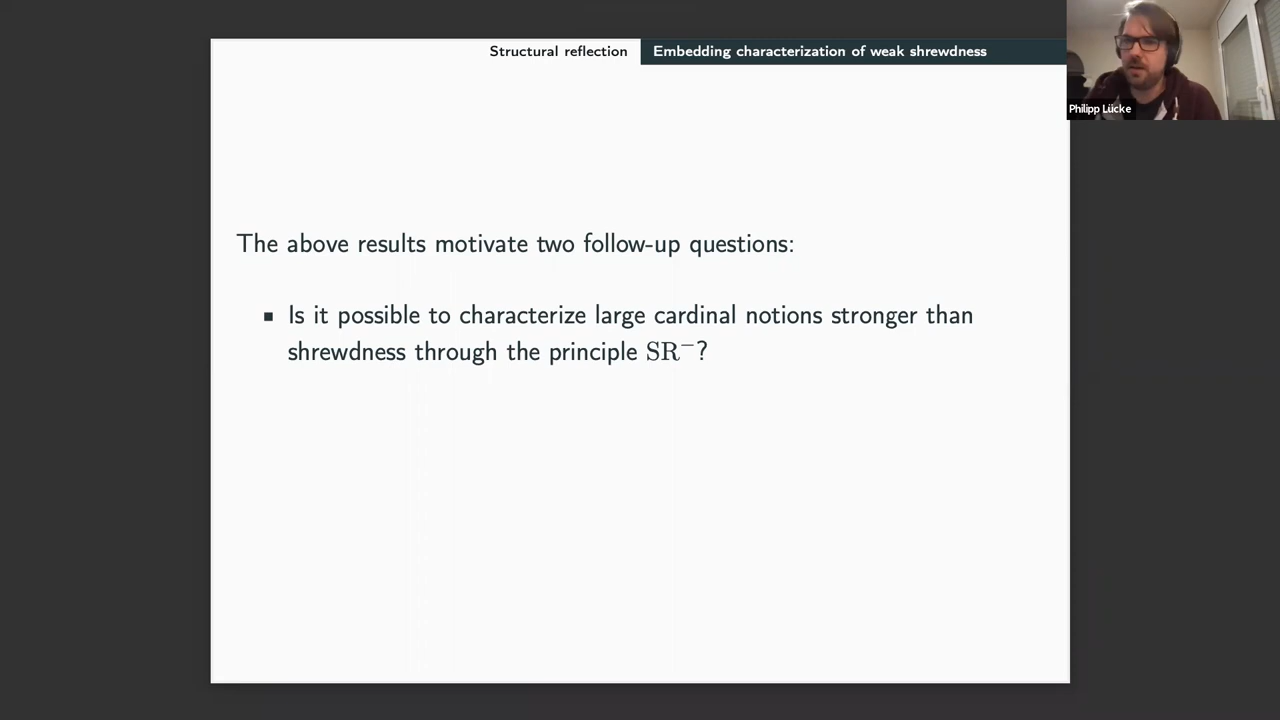 Structural reflection
Embedding characterization of weak shrewdness
Philipp Lücke
The above results motivate two follow-up questions:
▪ Is it possible to characterize large cardinal notions stronger than
shrewdness through the principle SR⁻?